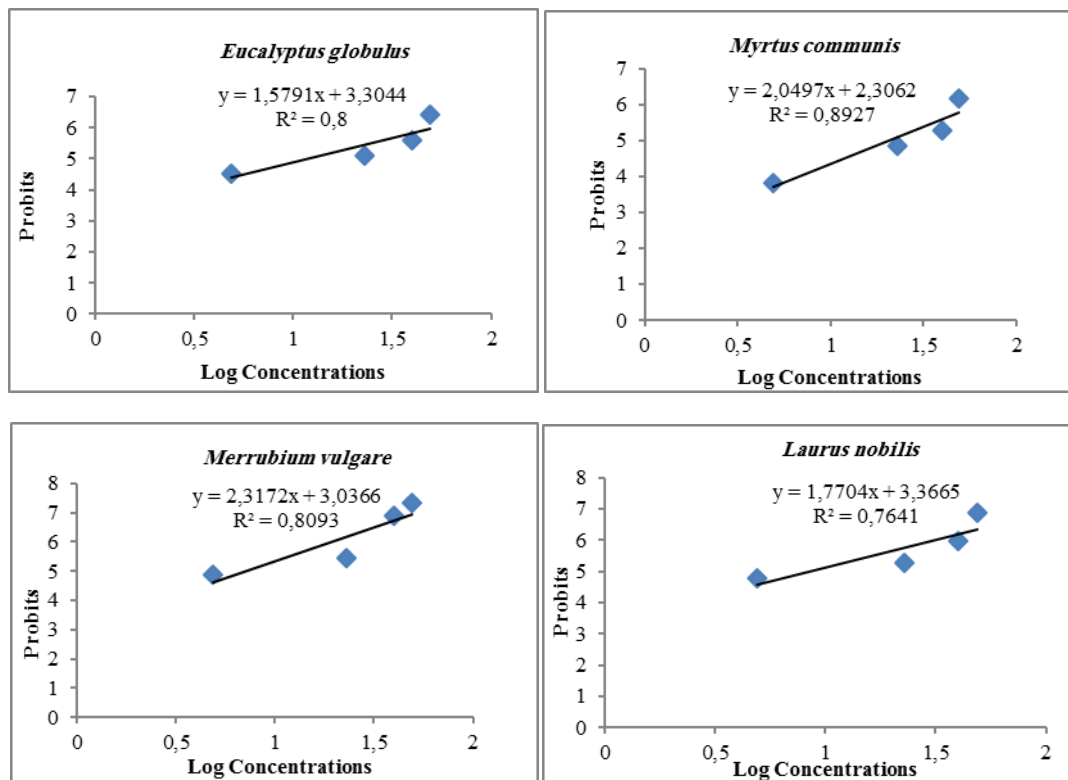 Eucalyptus globulus
y = 1,5791x + 3,3044
R² = 0,8
Probits
7
6
5
4
3
2
1
0
0 0,5 1 1,5 2
Log Concentrations
Myrtus communis
y = 2,0497x + 2,3062
R² = 0,8927
Probits
7
6
5
4
3
2
1
0
0 0,5 1 1,5 2
Log Concentrations
Merrubium vulgare
y = 2,3172x + 3,0366
R² = 0,8093
Probits
8
7
6
5
4
3
2
1
0
0 0,5 1 1,5 2
Log Concentrations
Laurus nobilis
y = 1,7704x + 3,3665
R² = 0,7641
Probits
8
7
6
5
4
3
2
1
0
0 0,5 1 1,5 2
Log Concentrations